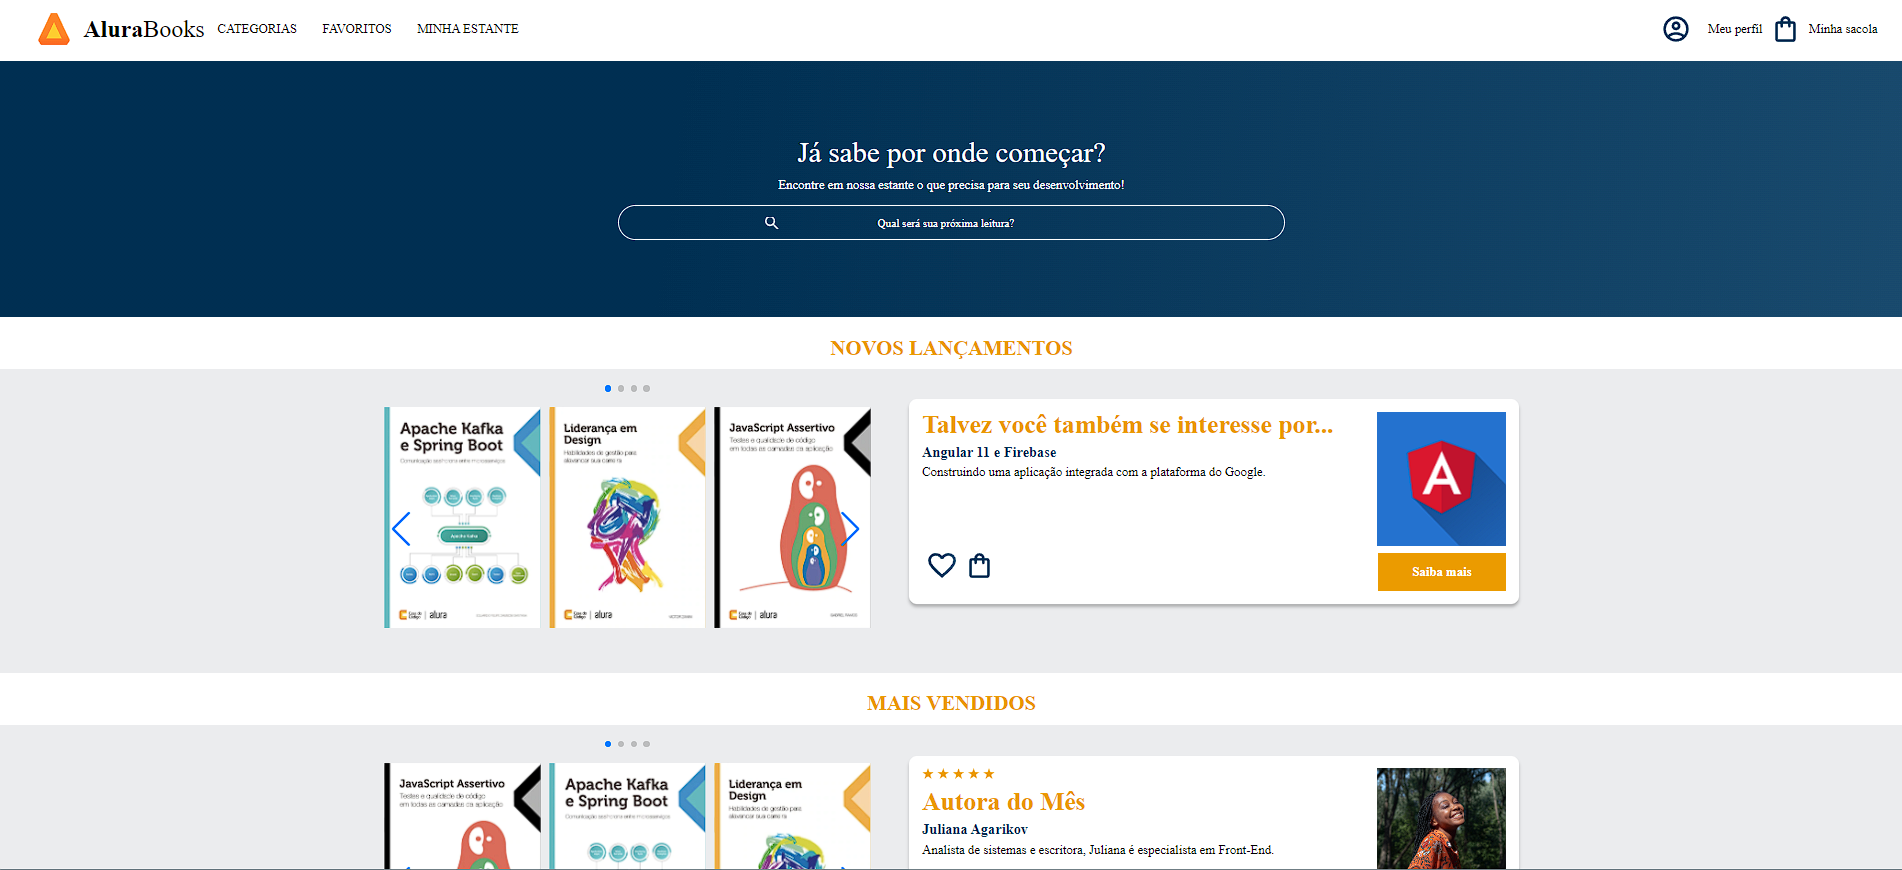 AluraBooks
CATEGORIAS
FAVORITOS
MINHA ESTANTE
Meu perfil
Minha sacola
Já sabe por onde começar?
Encontre em nossa estante o que precisa para seu desenvolvimento!
Qual será sua próxima leitura?
NOVOS LANÇAMENTOS
Apache Kafka
e Spring Boot
Comunicação assíncrona entre microsserviços
Apache Kafka
Casa do
Código
alura
Liderança em
Design
Habilidades de gestão para
alavancar sua carreira
Casa do
Código
alura
JavaScript Assertivo
Testes e qualidade de código
em todas as camadas da aplicação
Casa do
Código
alura
Talvez você também se interesse por...
Angular 11 e Firebase
Construindo uma aplicação integrada com a plataforma do Google.
A
Saiba mais
MAIS VENDIDOS
JavaScript Assertivo
Testes e qualidade de código
em todas as camadas da aplicação
Apache Kafka
e Spring Boot
Comunicação assíncrona entre microsserviços
Liderança em
Design
Habilidades de gestão para
alavancar sua carreira
Autora do Mês
Juliana Agarikov
Analista de sistemas e escritora, Juliana é especialista em Front-End.